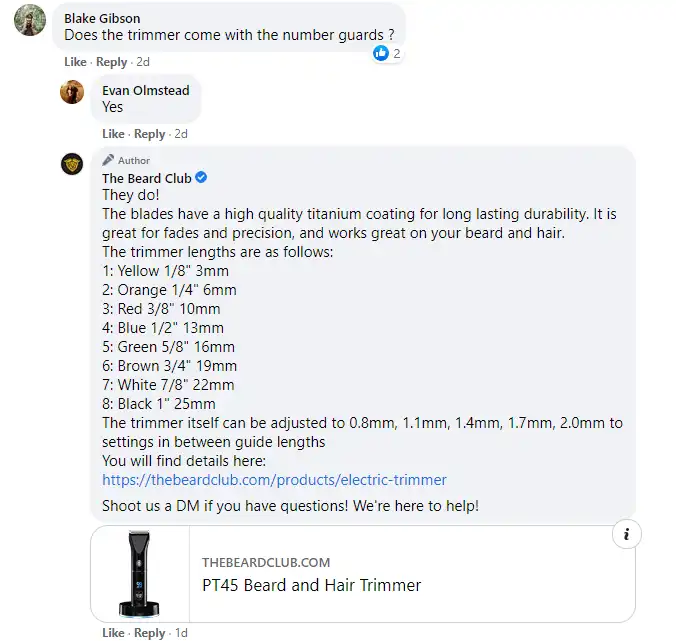 Blake Gibson
Does the trimmer come with the number guards ?
2
Like · Reply · 2d
Evan Olmstead
Yes
Like · Reply · 2d
Author
The Beard Club
They do!
The blades have a high quality titanium coating for long lasting durability. It is
great for fades and precision, and works great on your beard and hair.
The trimmer lengths are as follows:
1: Yellow 1/8" 3mm
2: Orange 1/4" 6mm
3: Red 3/8" 10mm
4: Blue 1/2" 13mm
5: Green 5/8" 16mm
6: Brown 3/4" 19mm
7: White 7/8" 22mm
8: Black 1" 25mm
The trimmer itself can be adjusted to 0.8mm, 1.1mm, 1.4mm, 1.7mm, 2.0mm to
settings in between guide lengths
You will find details here:
https://thebeardclub.com/products/electric-trimmer
Shoot us a DM if you have questions! We're here to help!
i
THEBEARDCLUB.COM
PT45 Beard and Hair Trimmer
Like · Reply · 1d